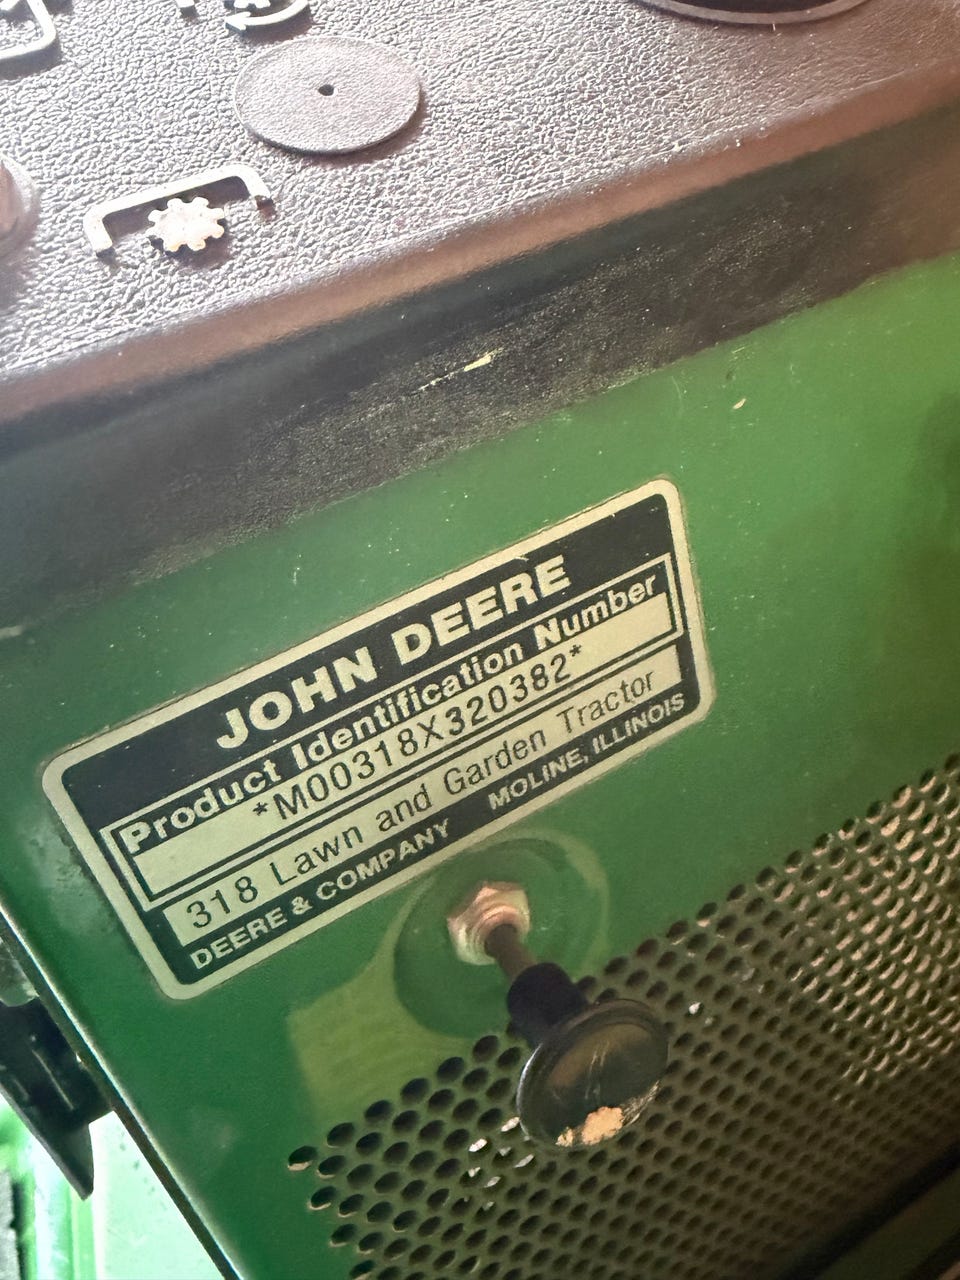 JOHN DEERE
Product Identification Number
*M00318X320382*
318 Lawn and Garden Tractor
DEERE & COMPANY MOLINE, ILLINOIS